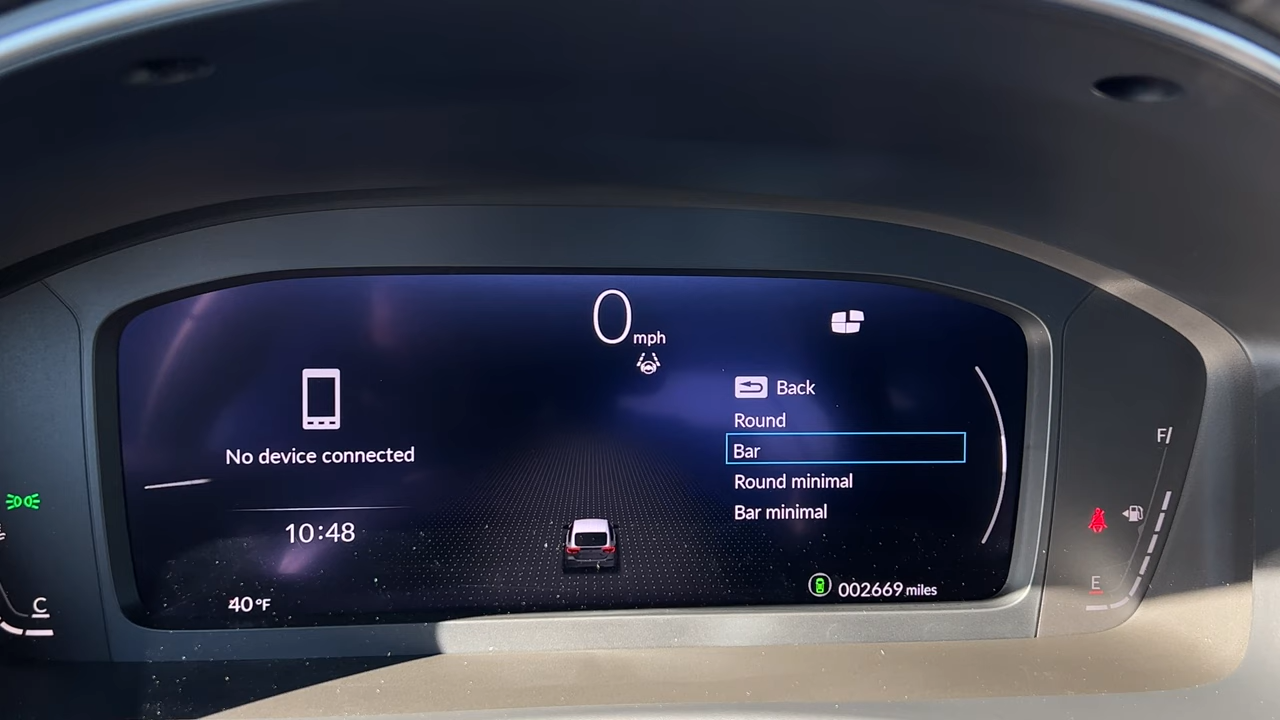 0 mph
Back
Round
Bar
Round minimal
Bar minimal
No device connected
10:48
40°F
002669 miles
C
F
E